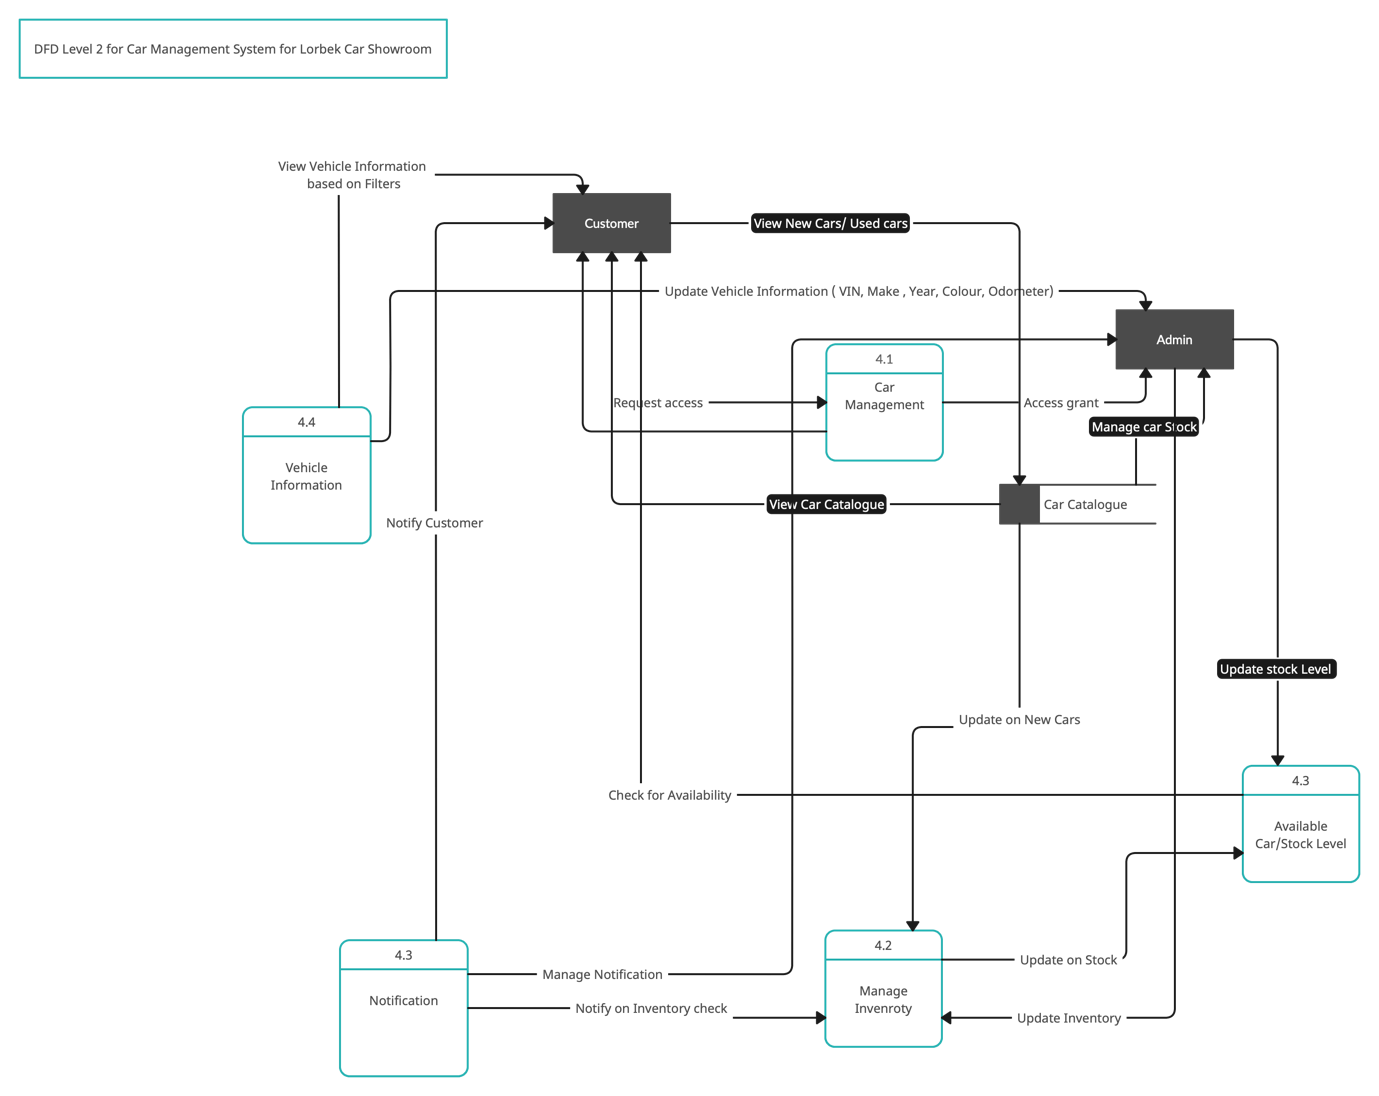 DFD Level 2 for Car Management System for Lorbek Car Showroom
View Vehicle Information
based on Filters
Customer
View New Cars/ Used cars
Update Vehicle Information ( VIN, Make , Year, Colour, Odometer)
Admin
4.1
Car
Management
Request access
Access grant
Manage car Stock
4.4
Vehicle
Information
View Car Catalogue
Car Catalogue
Notify Customer
Update stock Level
Update on New Cars
4.3
Check for Availability
Available
Car/Stock Level
4.3
Notification
4.2
Manage
Invenroty
Update on Stock
Manage Notification
Notify on Inventory check
Update Inventory